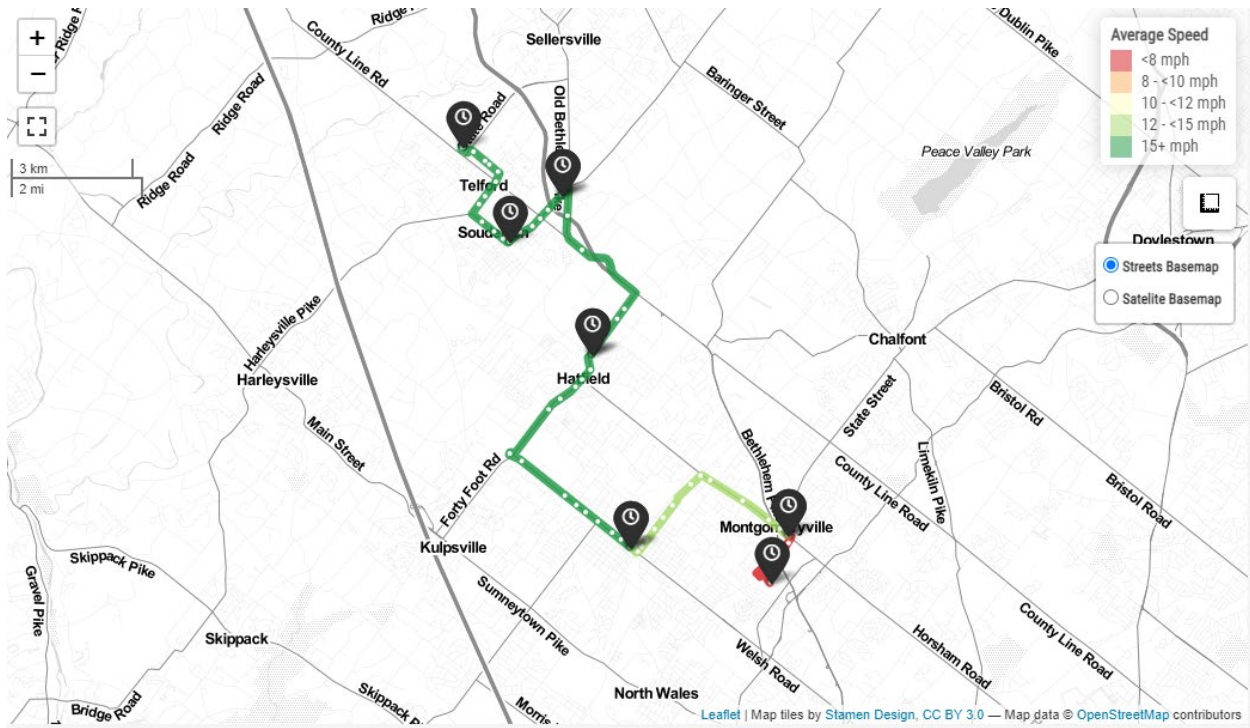 +
−
3 km
2 mi
Ridge Road
County Line Rd
Sellersville
Baringer Street
Dublin Pike
Average Speed
<8 mph
8 - <10 mph
10 - <12 mph
12 - <15 mph
15+ mph
Ridge Road
Peace Valley Park
Ridge Road
Telford
Doylestown
Streets Basemap
Satelite Basemap
Harleysville Pike
Chalfont
Harleysville
Hatfield
Main Street
State Street
Bristol Rd
Forty Foot Rd
County Line Road
Limekiln Pike
Bristol Road
Kulpsville
Skippack Pike
Gravel Pike
Sumneytown Pike
Skippack
Welsh Road
Horsham Road
County Line Road
North Wales
Skippack
Bridge Road
Leaflet | Map tiles by Stamen Design, CC BY 3.0 — Map data © OpenStreetMap contributors